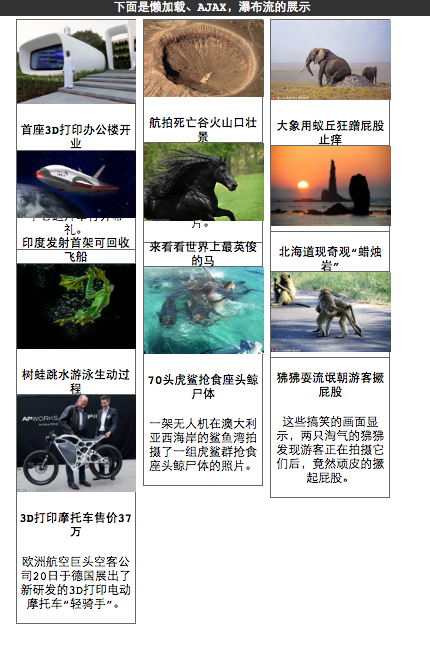 下面是懒加载、AJAX，瀑布流的展示
首座3D打印办公楼开
业
礼。
印度发射首架可回收
飞船
树蛙跳水游泳生动过
程
APWORKS
3D打印摩托车售价37
万
欧洲航空巨头空客公
司20日于德国展出了
新研发的3D打印电动
摩托车“轻骑手”。
航拍死亡谷火山口壮
景
片。
来看看世界上最英俊
的马
70头虎鲨抢食座头鲸
尸体
一架无人机在澳大利
亚西海岸的鲨鱼湾拍
摄了一组虎鲨群抢食
座头鲸尸体的照片。
大象用蚁丘狂蹭屁股
止痒
北海道现奇观“蜡烛
岩”
狒狒耍流氓朝游客撅
屁股
这些搞笑的画面显
示，两只淘气的狒狒
发现游客正在拍摄它
们后，竟然顽皮的撅
起屁股。